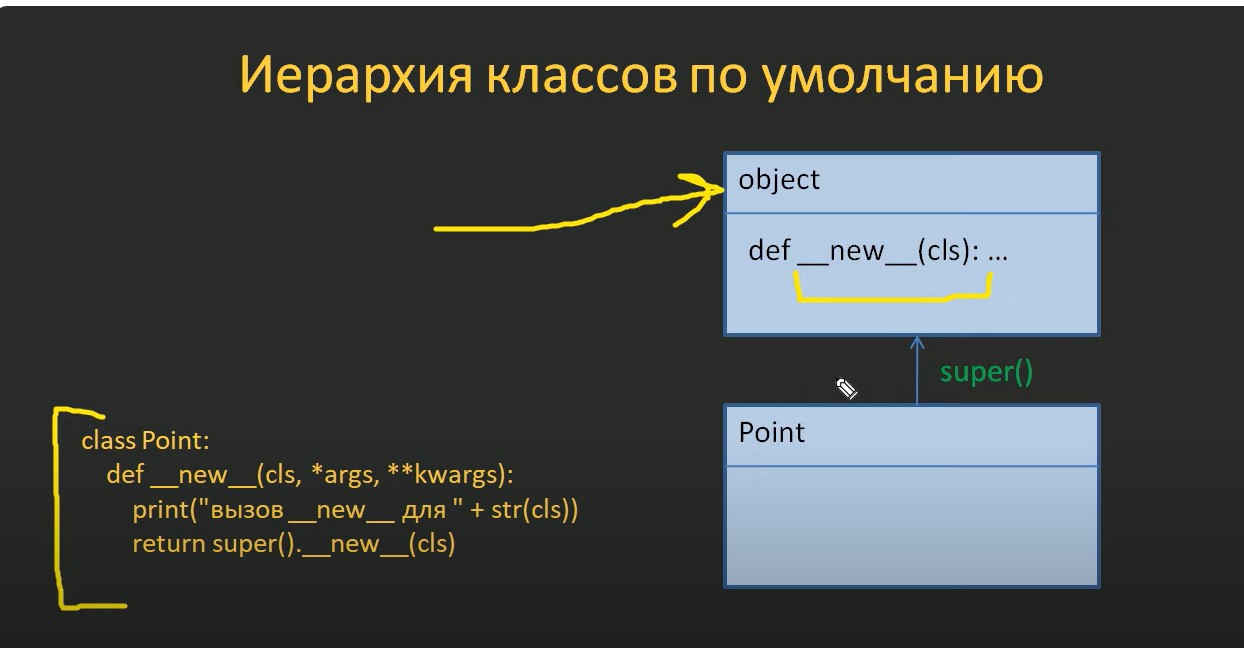 Иерархия классов по умолчанию
object
def __new__(cls): ...
super()
Point
class Point:
def __new__(cls, *args, **kwargs):
print("вызов __new__ для " + str(cls))
return super().__new__(cls)